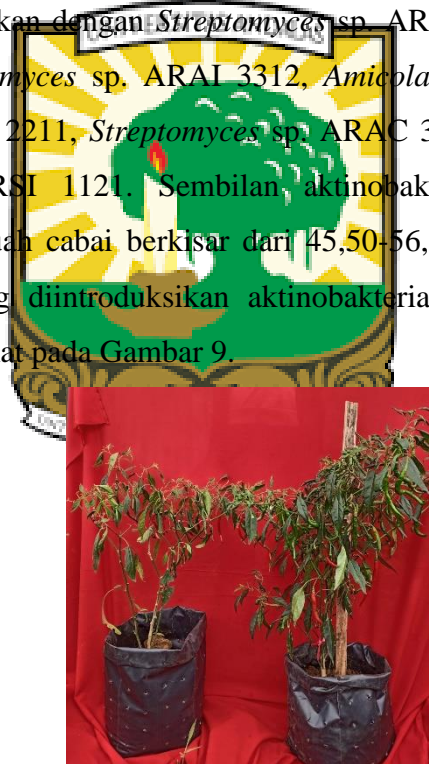 kan dengan Streptomyces sp. AR
myces sp. ARAI 3312, Amicola
2211, Streptomyces sp. ARAC 3
RSI 1121. Sembilan aktinobak
ah cabai berkisar dari 45,50-56,
g diintroduksikan aktinobakteria
at pada Gambar 9.